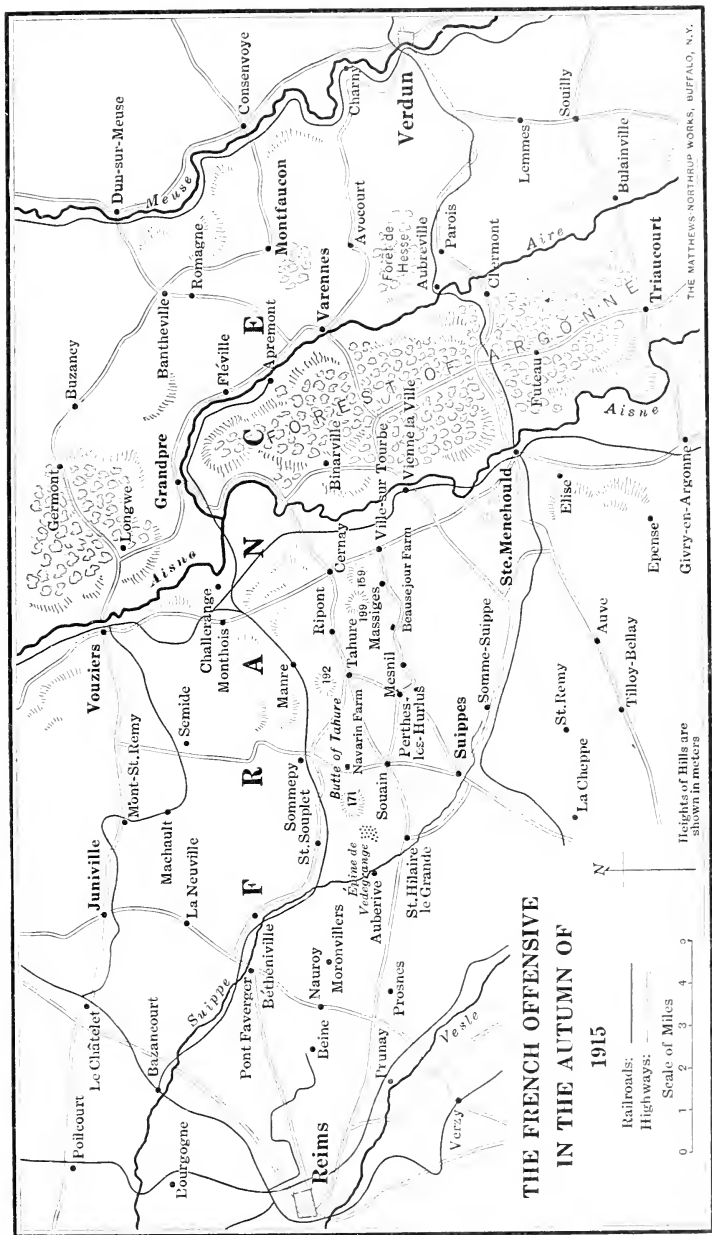 Poilcourt
Le Châtelet
Juniville
Mont-St. Remy
Vouziers
Germont
Buzancy
Dun-sur-Meuse
Bourgogne
Bazancourt
La Neuville
Machault
Semide
Aisne
Longwe
Bantheville
Romagne
Meuse
Consenvoye
Suippe
Pont Faverger
Bétheniville
Challerange
Monthois
Grandpre
Fléville
Apremont
Montfaucon
FRANCE
Reims
Beine
Nauroy
Moronvillers
St. Souplet
Sommepy
Manre
Ripont
Cernay
Binarville
FOREST OF ARGONNE
Varennes
Avocourt
Charny
Verdun
Butte of Tahure
192
Tahure
199
159
171
Navarin Farm
Epine de
Vedegrange
Auberive
Souain
Perthes-
les-Hurlus
Mesnil
Massiges
Beausejour Farm
Ville-sur Tourbe
Vienne la Ville
Forêt de
Hesse
Aubreville
Parois
Prunay
Prosnes
St. Hilaire
le Grande
Suippes
Somme-Suippe
Ste. Menehould
Clermont
Aire
Lemmes
Souilly
Vesle
Verzy
Futeau
Bulainville
Elise
Aisne
Triaucourt
La Cheppe
St. Remy
Auve
Tilloy-Bellay
Epense
Givry-en-Argonne
THE FRENCH OFFENSIVE
IN THE AUTUMN OF
1915
Railroads:
Highways:
Scale of Miles
0 1 2 3 4 5
N
Heights of Hills are
shown in meters
THE MATTHEWS-NORTHRUP WORKS, BUFFALO, N.Y.